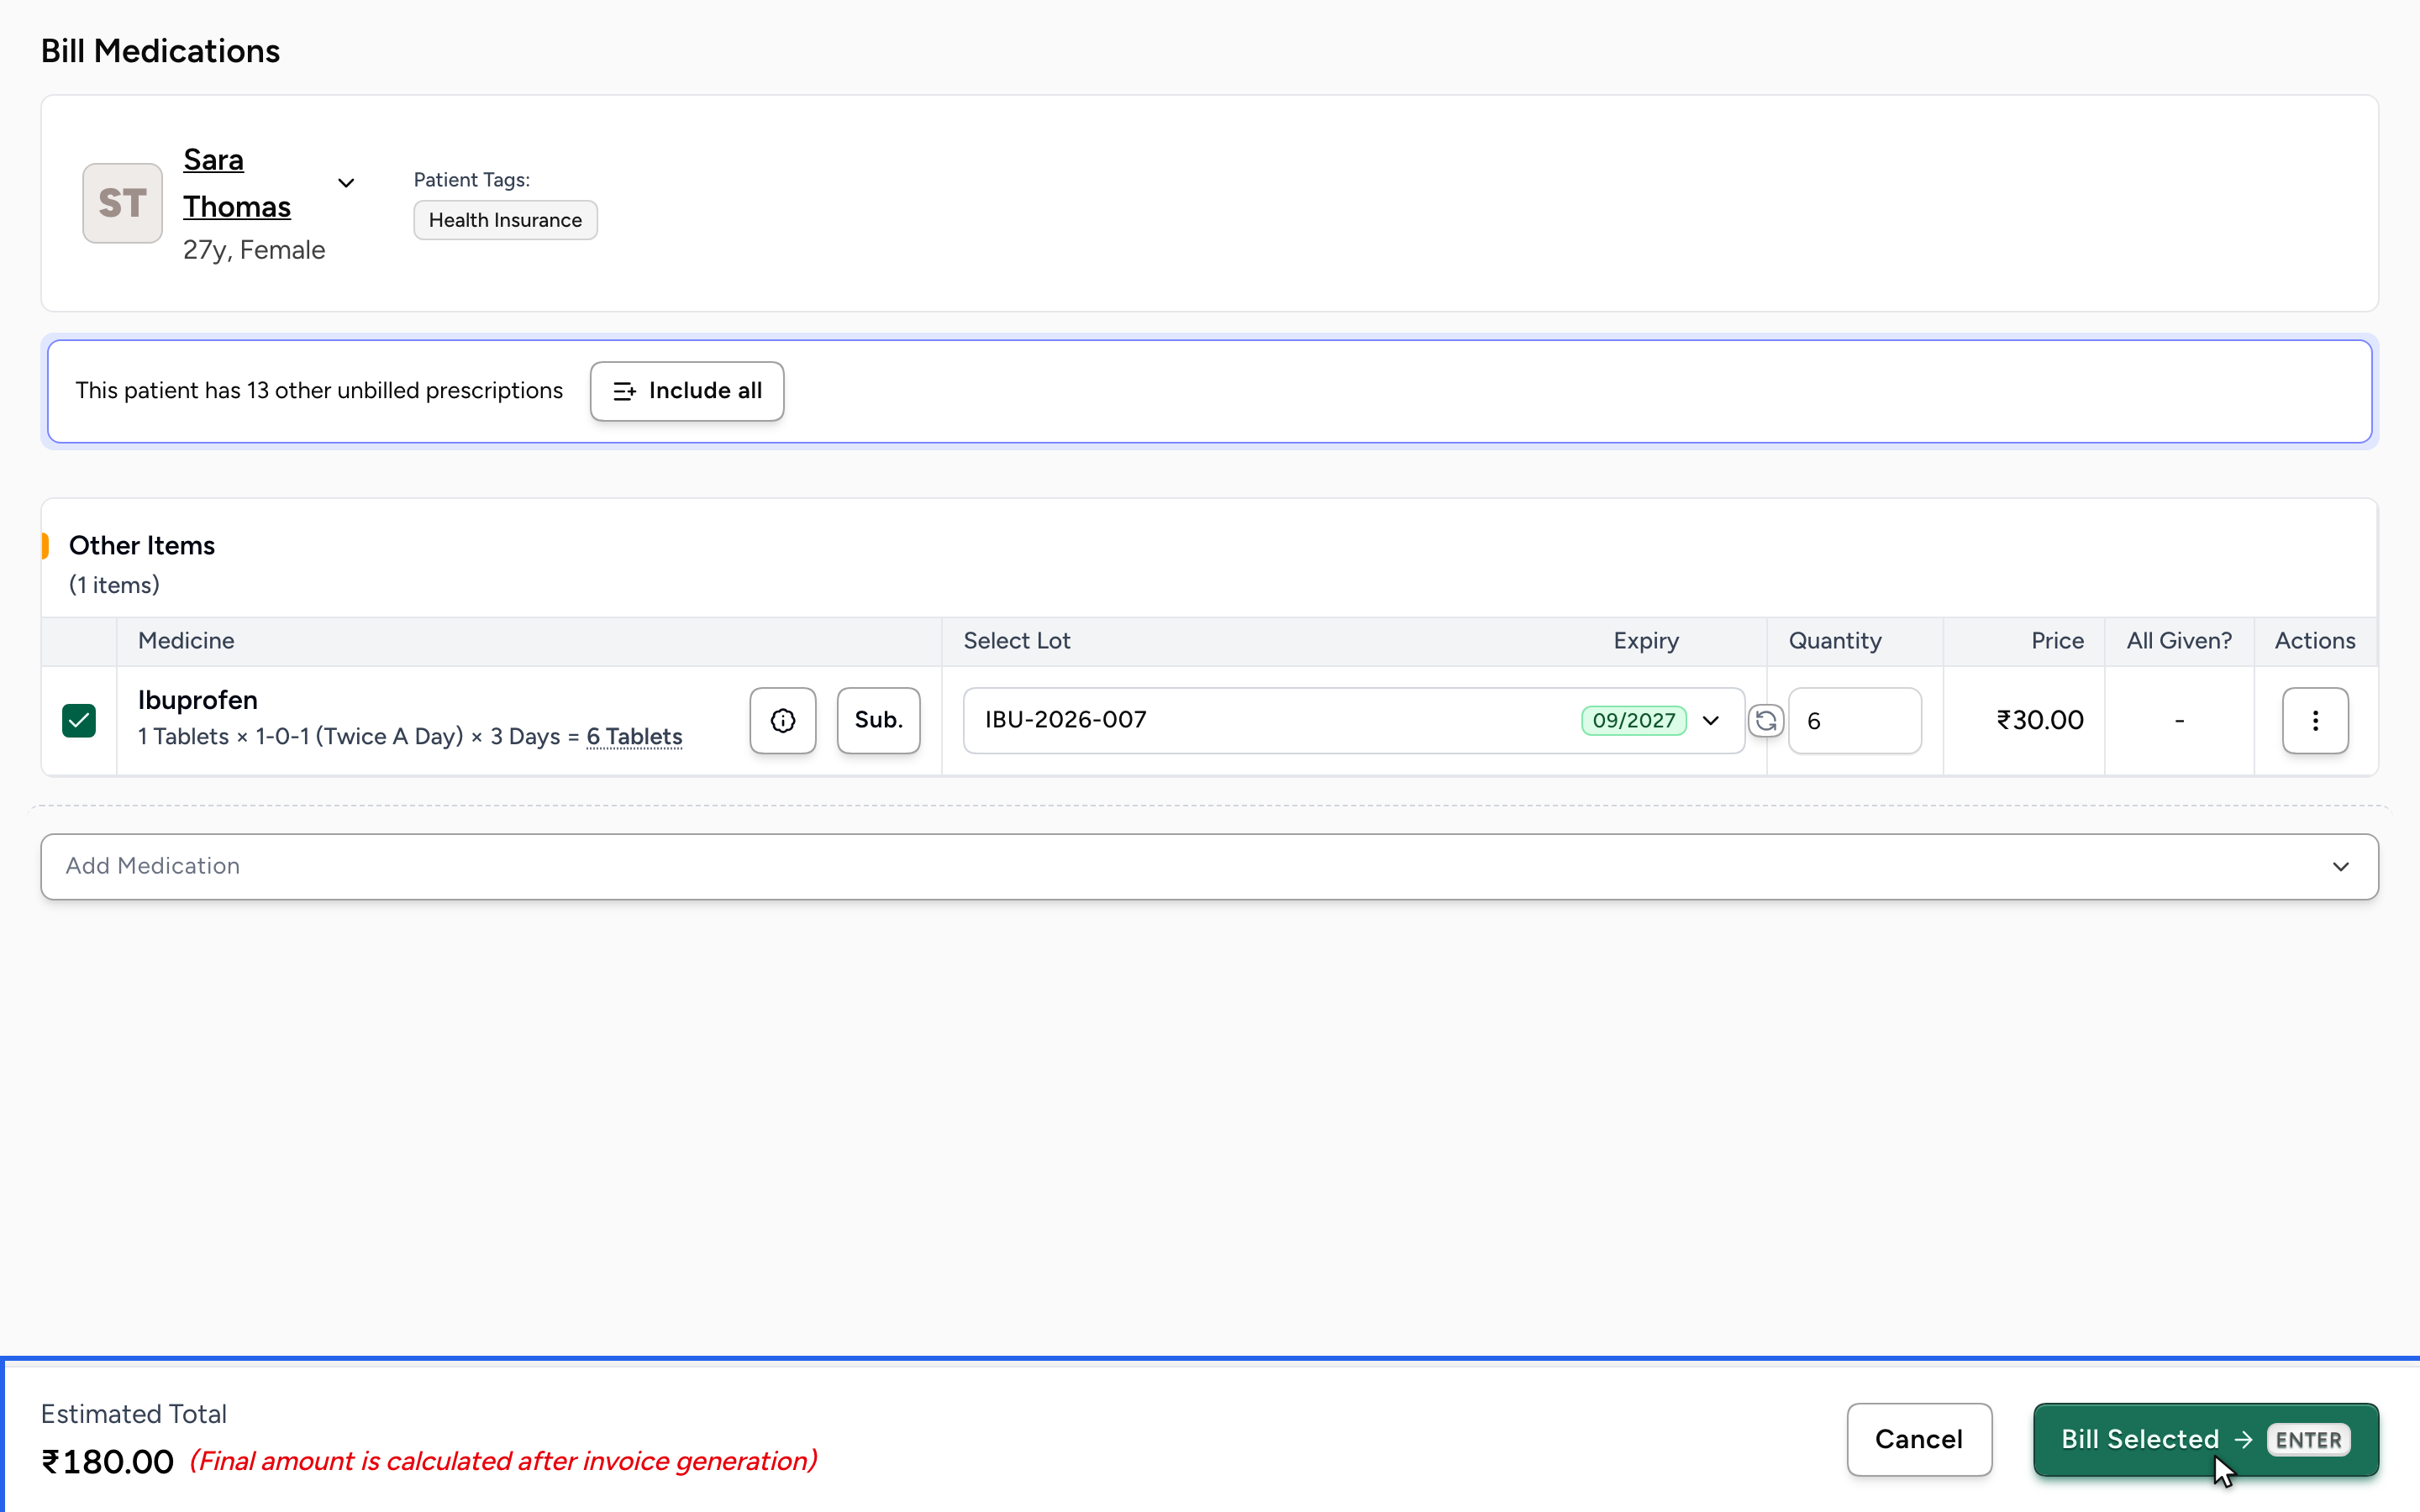 Bill Medications
ST
Sara
Thomas
27y, Female
Patient Tags:
Health Insurance
This patient has 13 other unbilled prescriptions
Include all
Other Items
(1 items)
Medicine
Select Lot
Expiry
Quantity
Price
All Given?
Actions
Ibuprofen
1 Tablets × 1-0-1 (Twice A Day) × 3 Days = 6 Tablets
Sub.
IBU-2026-007
09/2027
6
₹30.00
-
Add Medication
Estimated Total
₹180.00 (Final amount is calculated after invoice generation)
Cancel
Bill Selected → ENTER